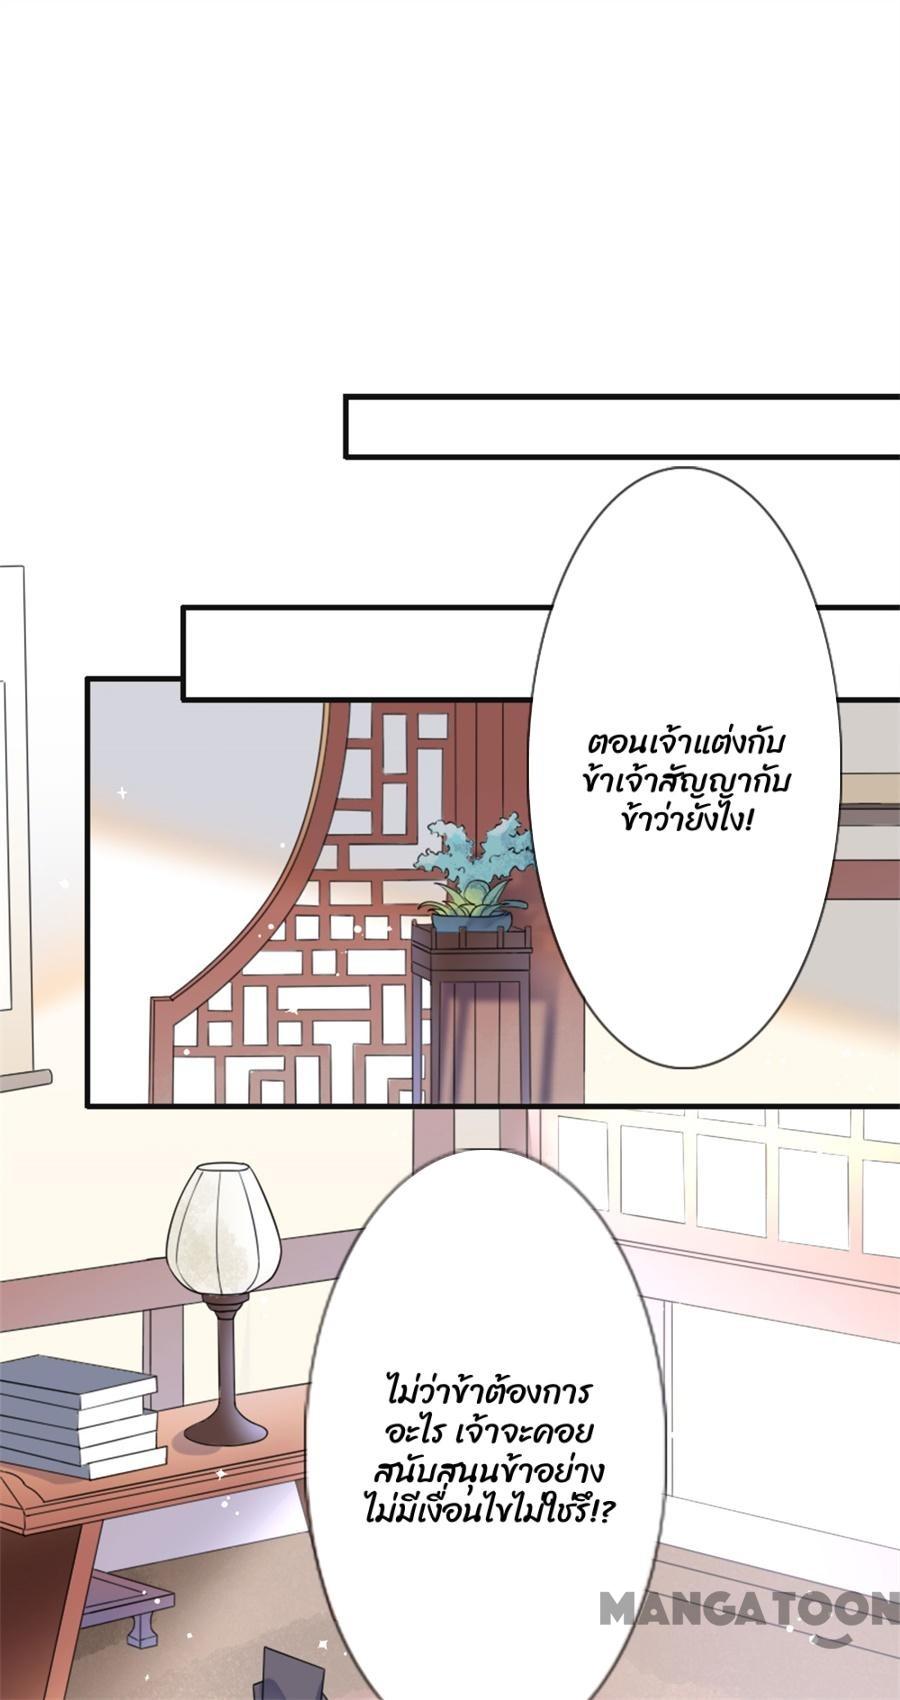 ตอนเจ้าแต่งกับ
ข้าเจ้าสัญญากับ
ข้าว่ายังไง!
ไม่ว่าข้าต้องการ
อะไร เจ้าจะคอย
สนับสนุนข้าอย่าง
ไม่มีเงื่อนไขไม่ใช่รึ!?
MANGATOON